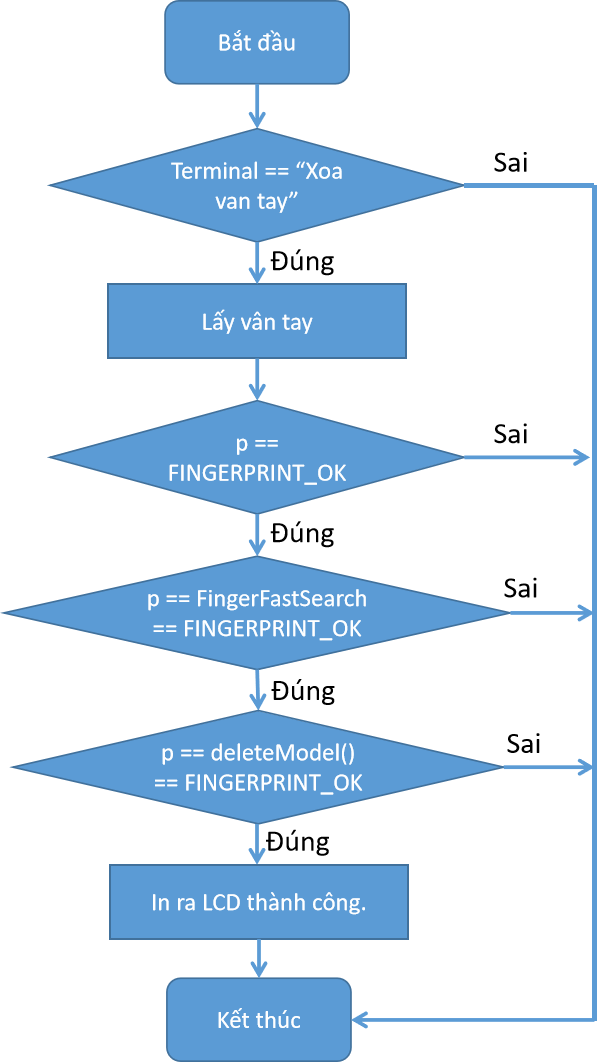 Bắt đầu
Terminal == “Xoa
van tay”
Sai
Đúng
Lấy vân tay
p ==
FINGERPRINT_OK
Sai
Đúng
p == FingerFastSearch
== FINGERPRINT_OK
Sai
Đúng
p == deleteModel()
== FINGERPRINT_OK
Sai
Đúng
In ra LCD thành công.
Kết thúc